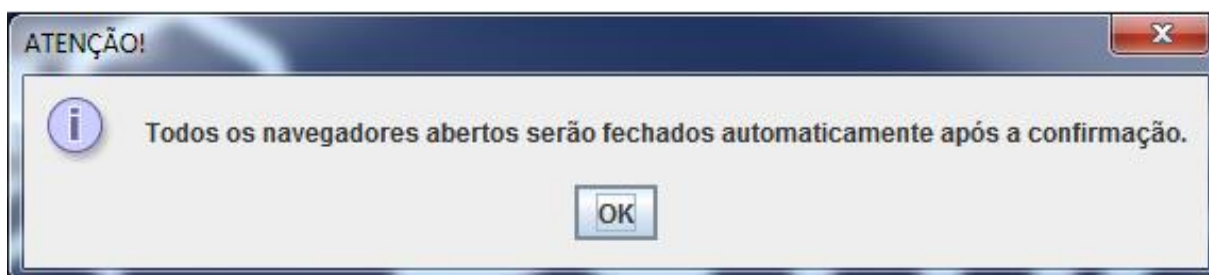 ATENÇÃO!
Todos os navegadores abertos serão fechados automaticamente após a confirmação.
OK